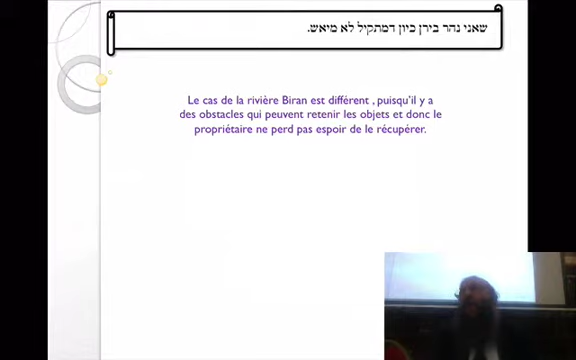 שאני נהר בירן כיון דמתקיל לא מיאש.
Le cas de la rivière Biran est différent , puisqu'il y a
des obstacles qui peuvent retenir les objets et donc le
propriétaire ne perd pas espoir de le récupérer.